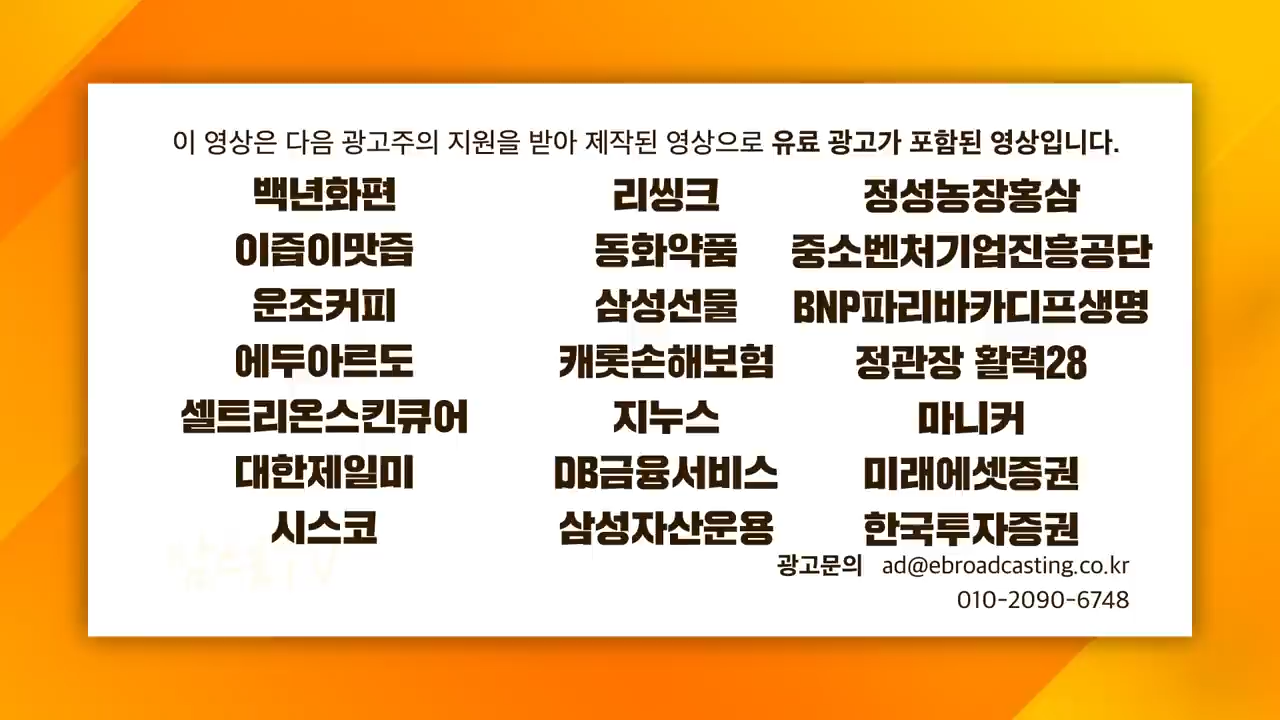 이 영상은 다음 광고주의 지원을 받아 제작된 영상으로 유료 광고가 포함된 영상입니다.
백년화편 리씽크 정성농장홍삼
이즙이맛즙 동화약품 중소벤처기업진흥공단
운조커피 삼성선물 BNP파리바카디프생명
에두아르도 캐롯손해보험 정관장 활력28
셀트리온스킨큐어 지누스 마니커
대한제일미 DB금융서비스 미래에셋증권
시스코 삼성자산운용 한국투자증권
광고문의 ad@ebroadcasting.co.kr
010-2090-6748